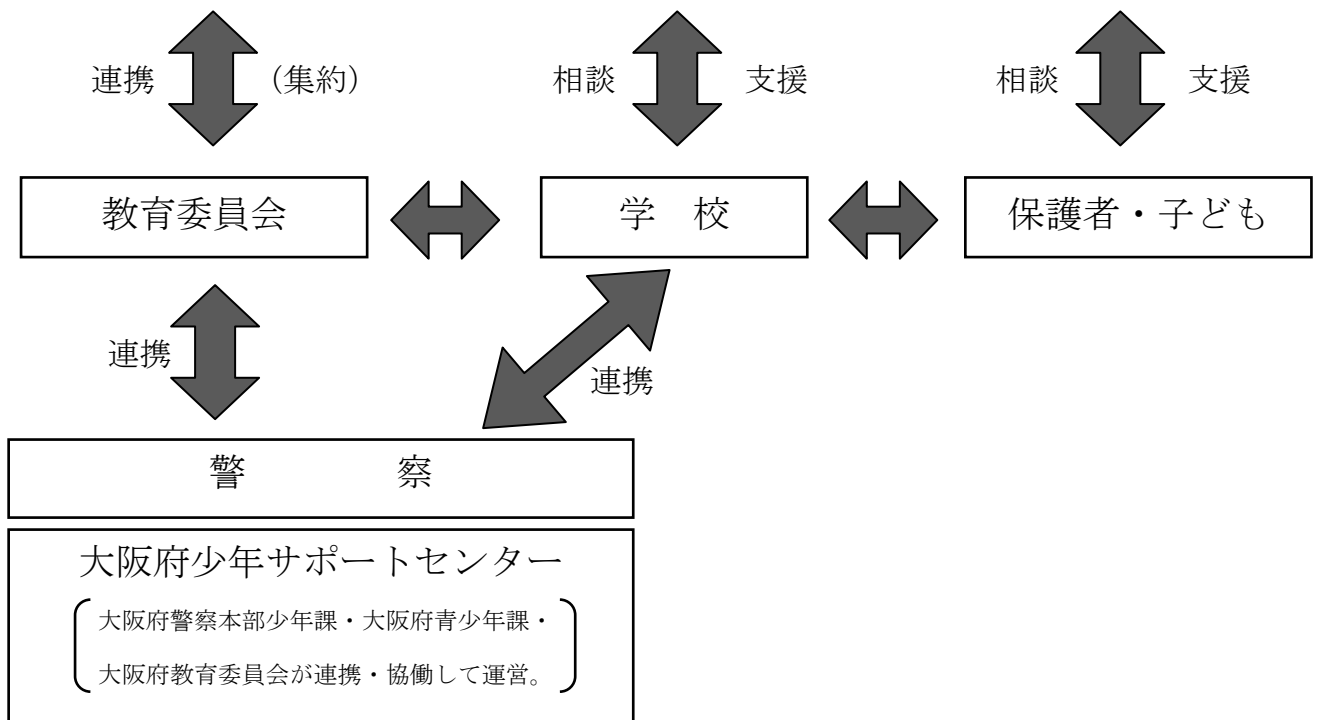 連携 (集約) 相談 支援 相談 支援
教育委員会 学 校 保護者・子ども
連携
連携
警 察
大阪府少年サポートセンター
大阪府警察本部少年課・大阪府青少年課・
大阪府教育委員会が連携・協働して運営。